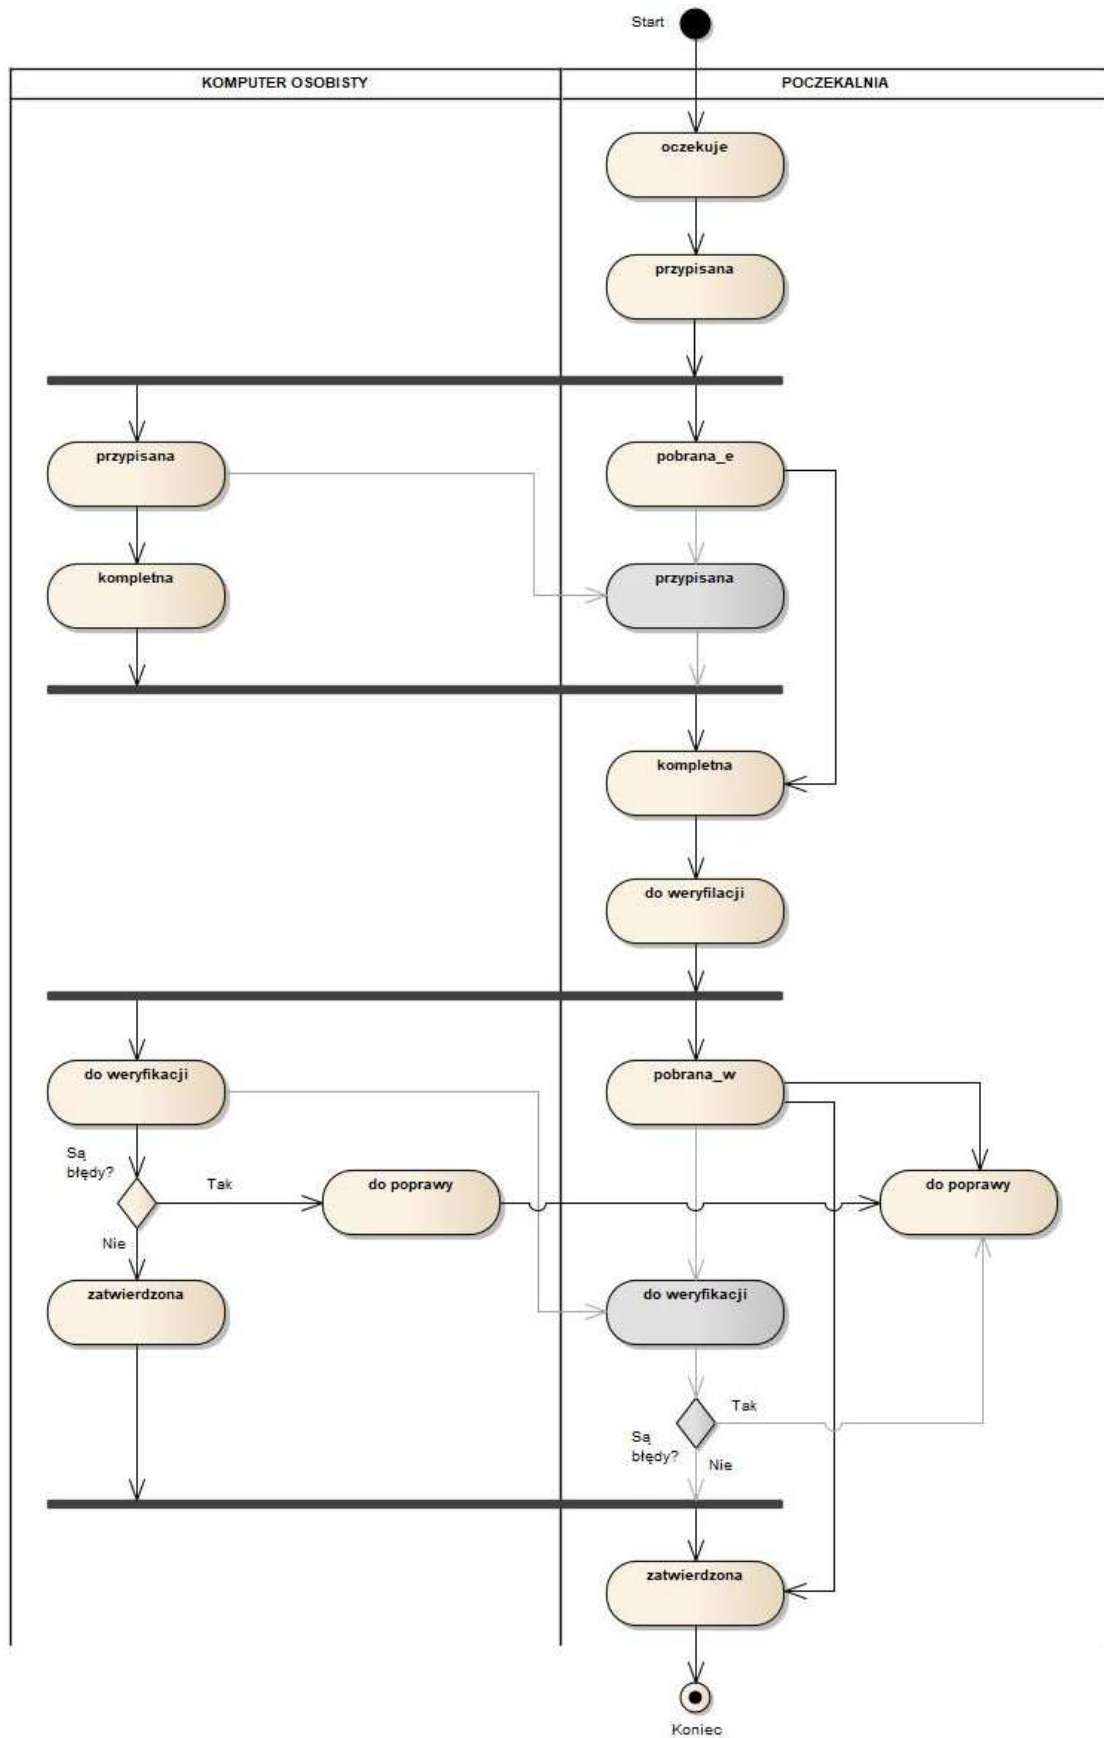 Start
KOMPUTER OSOBISTY
POCZEKALNIA
oczekuje
przypisana
przypisana
pobrana_e
kompletna
przypisana
kompletna
do weryfilacji
do weryfikacji
pobrana_w
Są
błędy?
Tak
do poprawy
do poprawy
Nie
zatwierdzona
do weryfikacji
Tak
Są
błędy?
Nie
zatwierdzona
Koniec